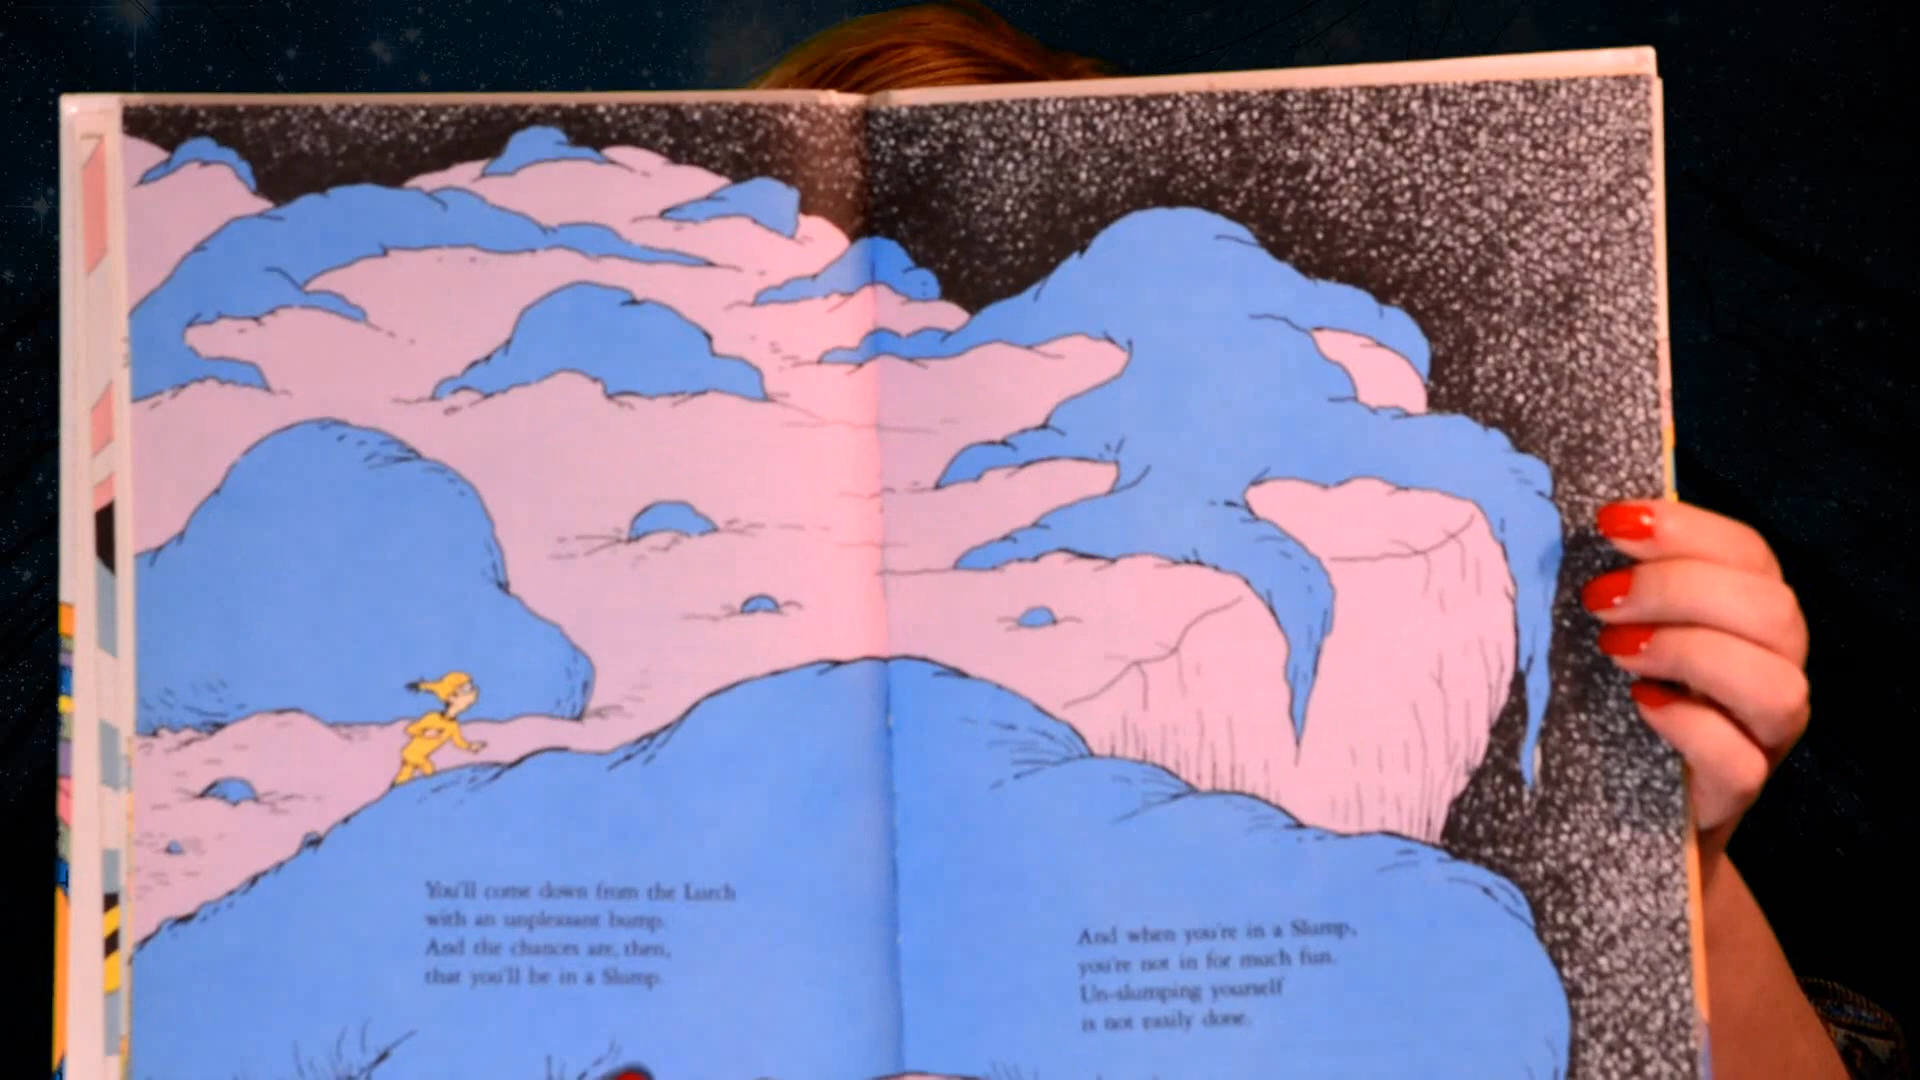 You'll come down from the Lurch
with an unpleasant bump.
And the chances are, then,
that you'll be in a Slump.
And when you're in a Slump,
you're not in for much fun.
Un-slumping yourself
is not easily done.